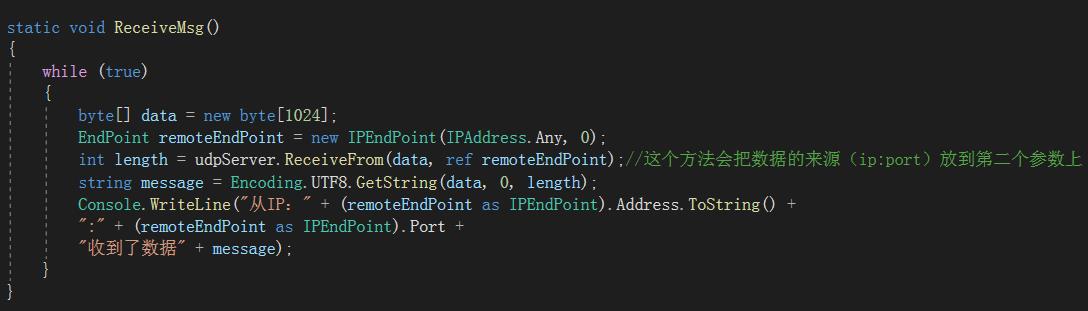 static void ReceiveMsg()
{
while (true)
{
byte[] data = new byte[1024];
EndPoint remoteEndPoint = new IPEndPoint(IPAddress.Any, 0);
int length = udpServer.ReceiveFrom(data, ref remoteEndPoint);//这个方法会把数据的来源（ip:port）放到第二个参数上
string message = Encoding.UTF8.GetString(data, 0, length);
Console.WriteLine("从IP：" + (remoteEndPoint as IPEndPoint).Address.ToString() +
":" + (remoteEndPoint as IPEndPoint).Port +
"收到了数据" + message);
}
}